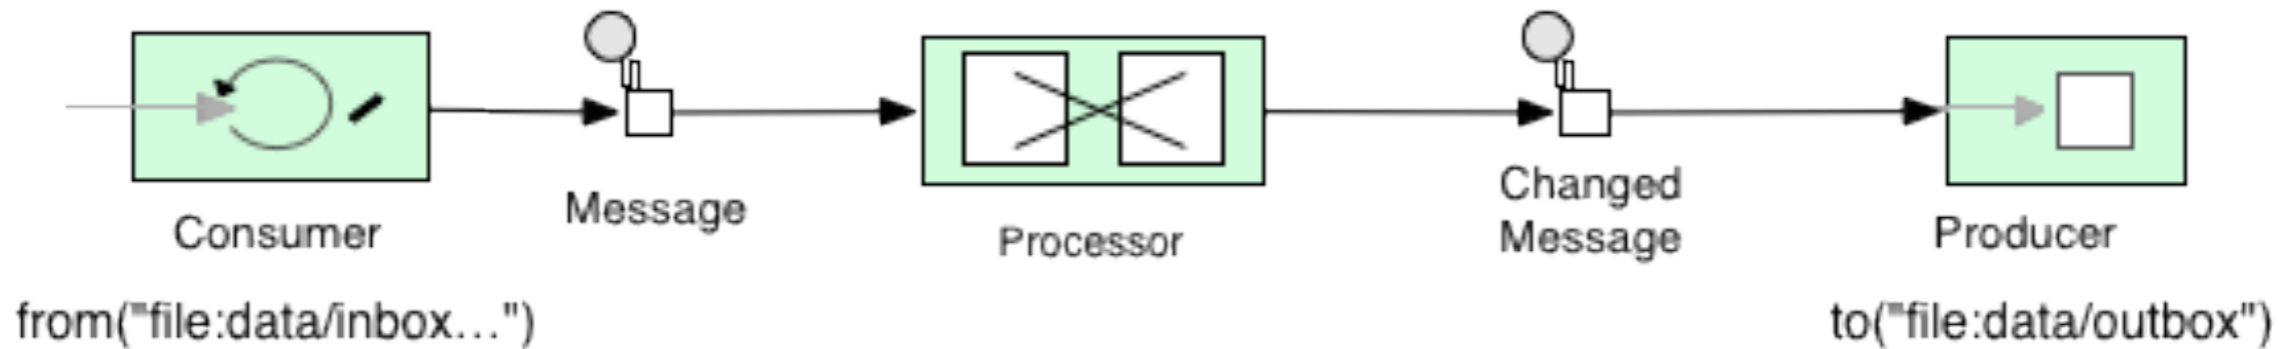 Consumer
Message
Processor
Changed
Message
Producer
from("file:data/inbox...")
to("file:data/outbox")